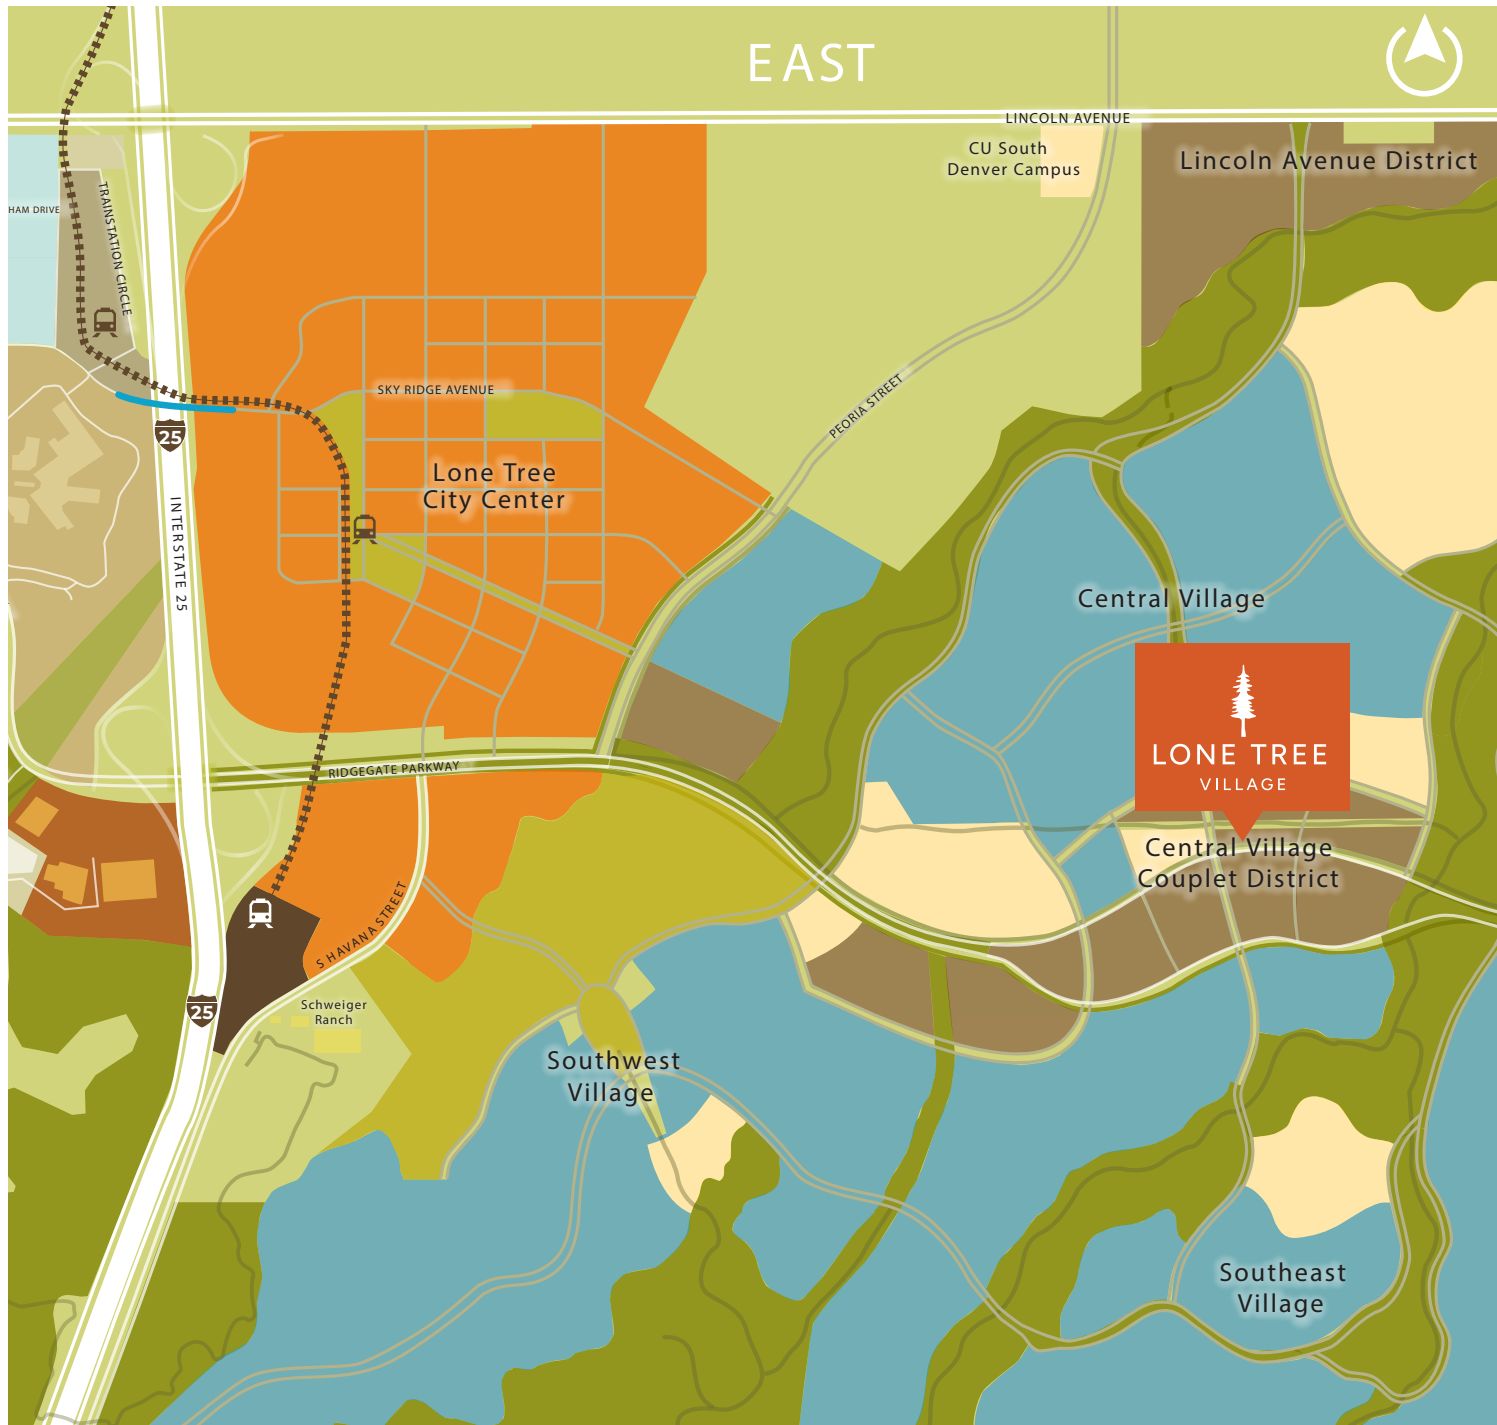 EAST
LINCOLN AVENUE
CU South
Denver Campus
Lincoln Avenue District
HAM DRIVE
TRAINSTATION CIRCLE
SKY RIDGE AVENUE
PEORIA STREET
25
Lone Tree
City Center
INTERSTATE 25
Central Village
LONE TREE
VILLAGE
RIDGEGATE PARKWAY
Central Village
Couplet District
S HAVANA STREET
25
Schweiger
Ranch
Southwest
Village
Southeast
Village